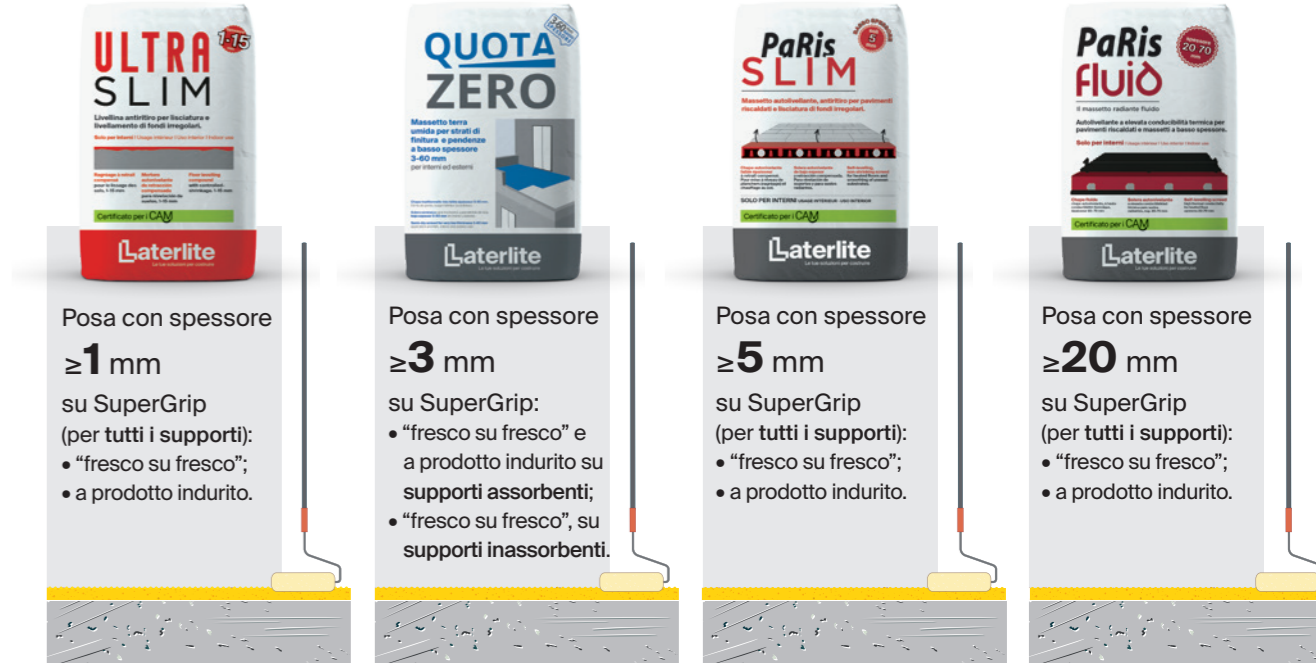 ULTRA
SLIM
1-15
Livellina antiritiro per lisciatura e
livellamento di fondi irregolari.
Solo per interni
Certificato per i CAM
Laterlite
Posa con spessore
≥1 mm
su SuperGrip
(per tutti i supporti):
• “fresco su fresco”;
• a prodotto indurito.
QUOTA
ZERO
Massetto terra
umida per strati di
finitura e pendenze
a basso spessore
3-60 mm
per interni ed esterni
Laterlite
Posa con spessore
≥3 mm
su SuperGrip:
• “fresco su fresco” e
a prodotto indurito su
supporti assorbenti;
• “fresco su fresco”, su
supporti inassorbenti.
PaRis
SLIM
5
Massetto autolivellante, antiritiro per pavimenti
riscaldati e lisciatura di fondi irregolari.
SOLO PER INTERNI
Certificato per i CAM
Laterlite
Posa con spessore
≥5 mm
su SuperGrip
(per tutti i supporti):
• “fresco su fresco”;
• a prodotto indurito.
PaRis
fluid
spessore
20 70
Il massetto radiante fluido
Autolivellante a elevata conducibilità termica per
pavimenti riscaldati e massetti a basso spessore.
Solo per interni
Certificato per i CAM
Laterlite
Posa con spessore
≥20 mm
su SuperGrip
(per tutti i supporti):
• “fresco su fresco”;
• a prodotto indurito.